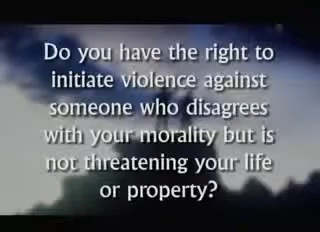 Do you have the right to
initiate violence against
someone who disagrees
with your morality but is
not threatening your life
or property?